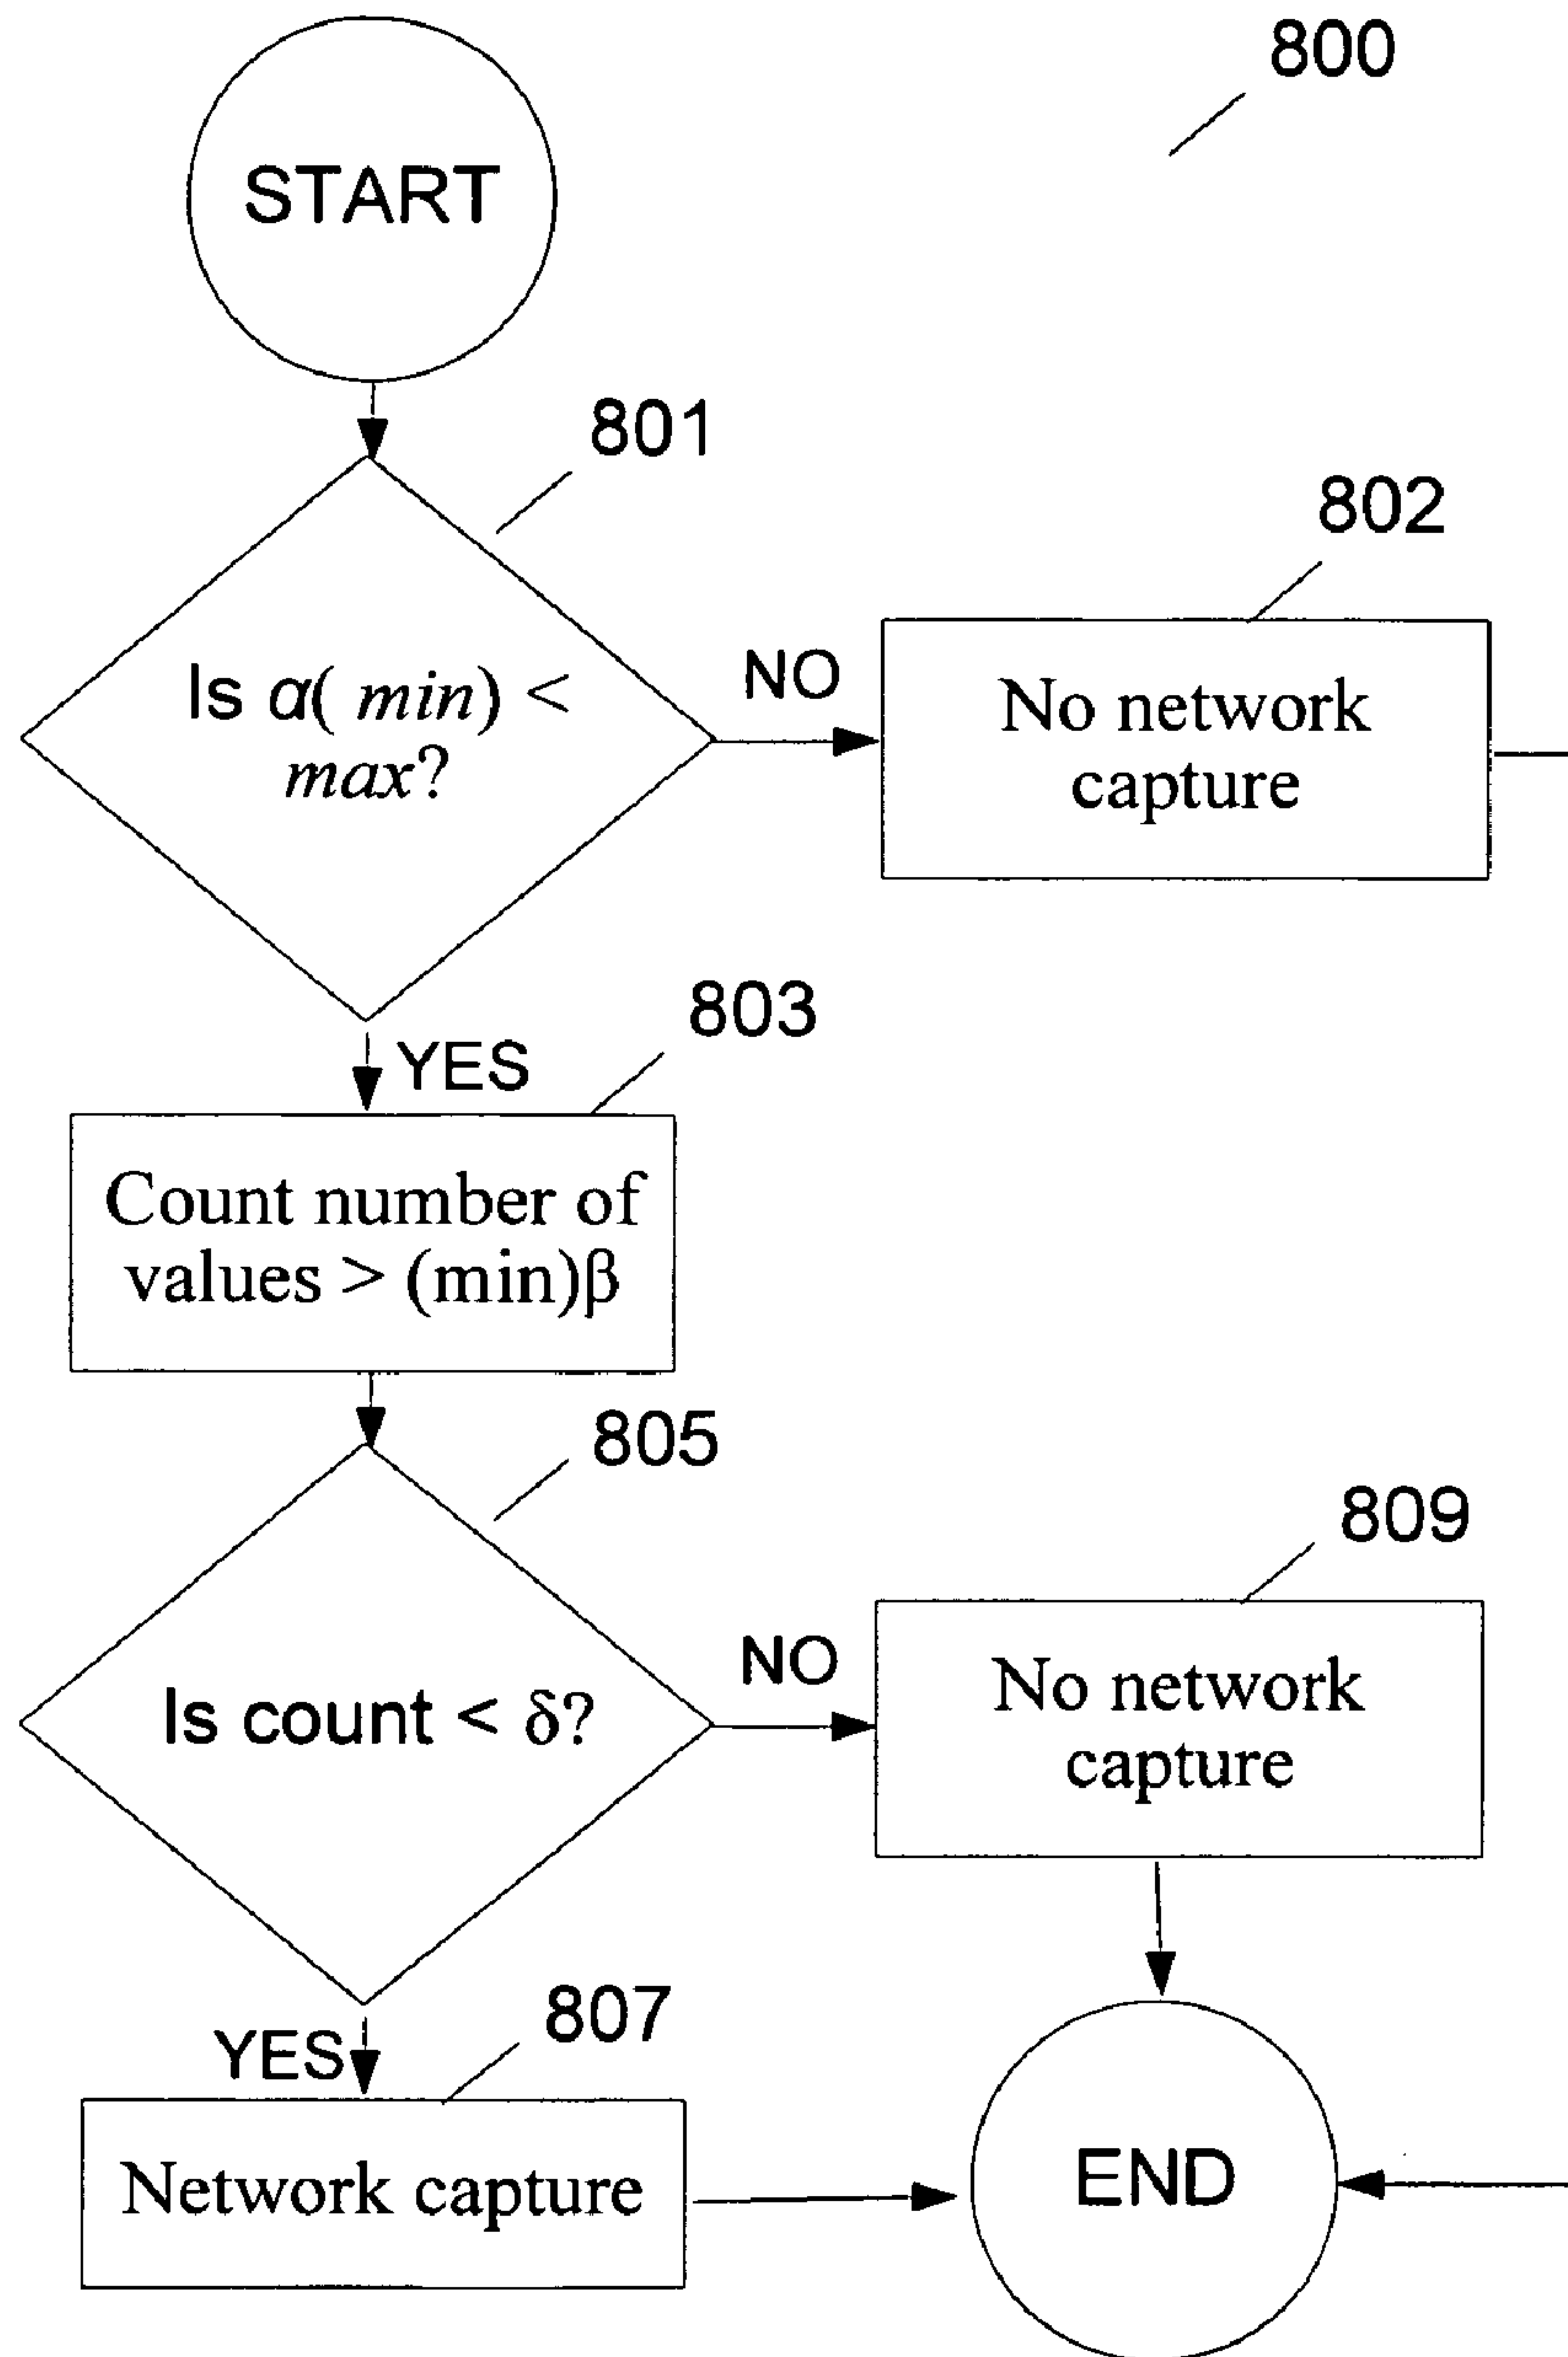 800
START
801
Is α( min) <
max?
NO
802
No network
capture
YES
803
Count number of
values > (min)β
805
Is count < δ?
NO
809
No network
capture
YES
807
Network capture
END